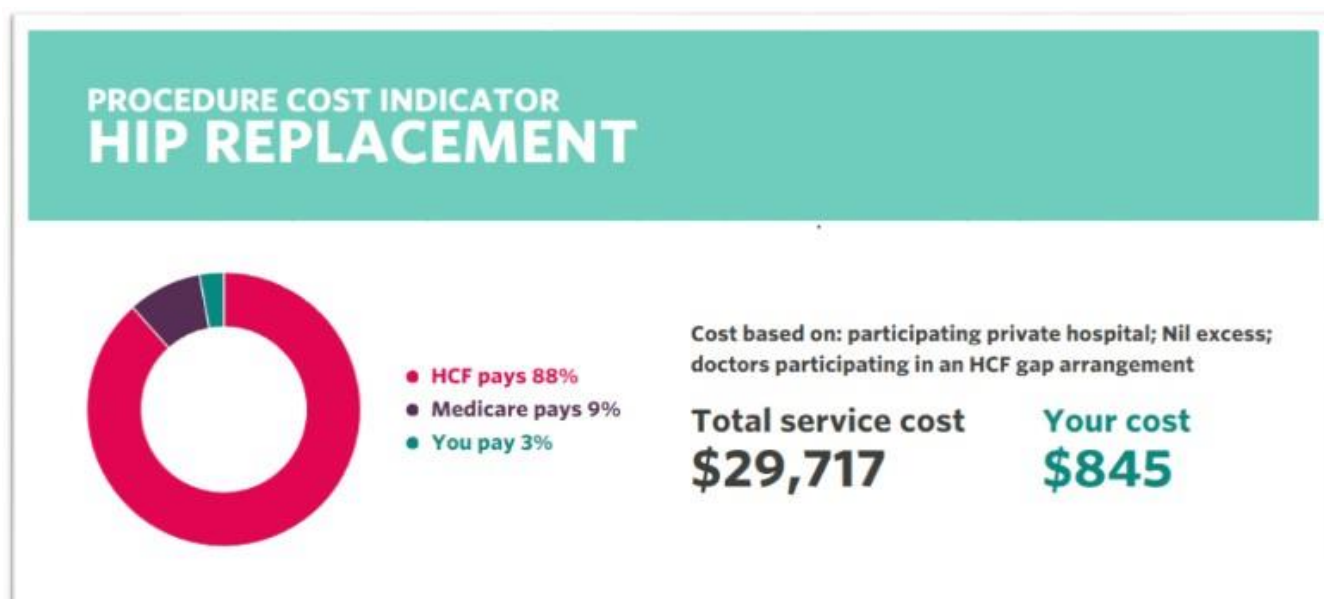 PROCEDURE COST INDICATOR
HIP REPLACEMENT
HCF pays 88%
Medicare pays 9%
You pay 3%
Cost based on: participating private hospital; Nil excess;
doctors participating in an HCF gap arrangement
Total service cost
$29,717
Your cost
$845